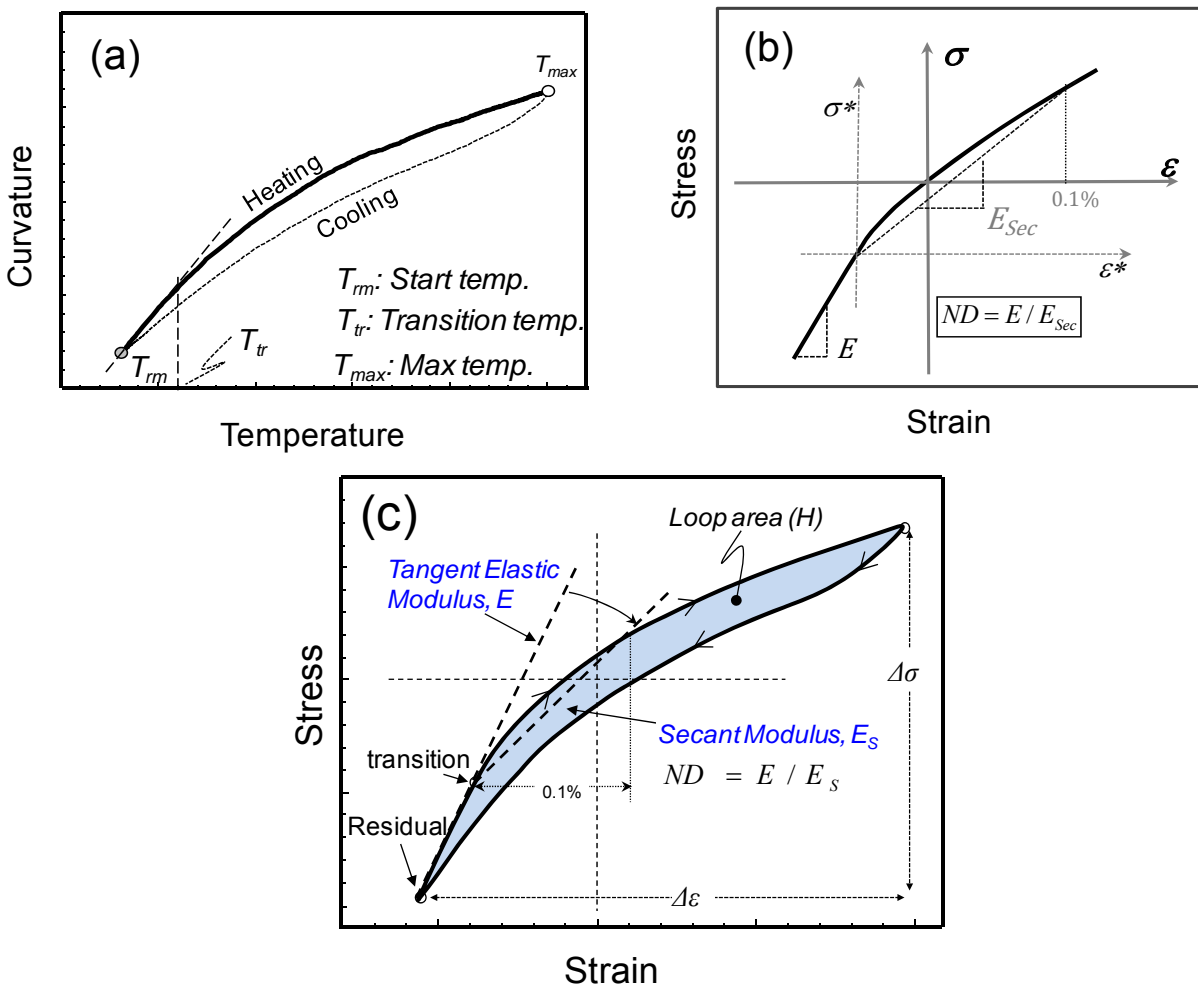 (a)
T_max
Heating
Cooling
T_rm: Start temp.
T_tr: Transition temp.
T_max: Max temp.
T_tr
T_rm
Curvature
Temperature
(b)
σ
σ*
ε
0.1%
E_Sec
ε*
ND = E / E_Sec
E
Stress
Strain
(c)
Loop area (H)
Tangent Elastic
Modulus, E
Δσ
Secant Modulus, E_S
transition
ND = E / E_S
0.1%
Residual
Δε
Stress
Strain